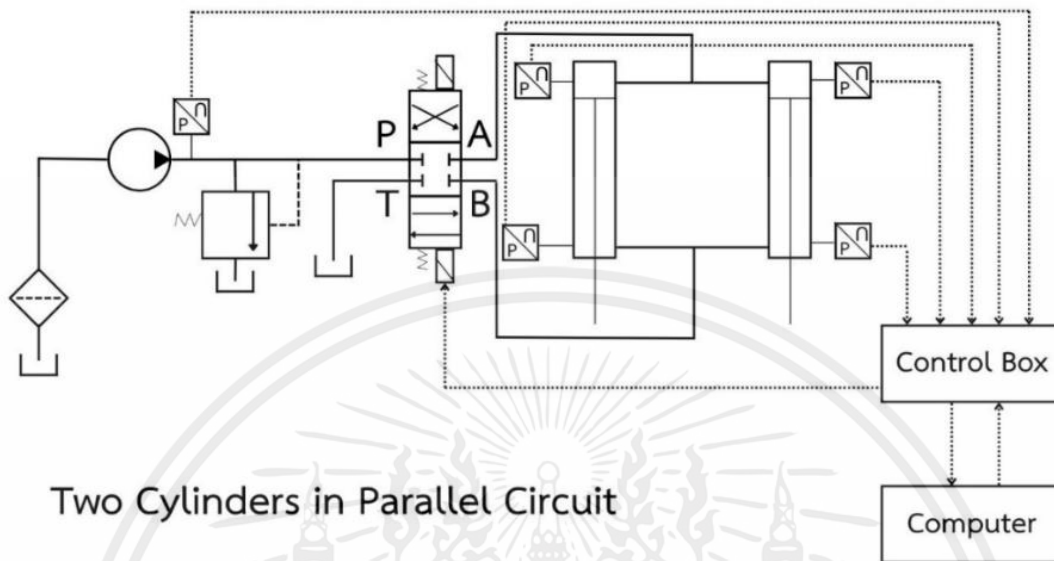 P
P
P
P A
T B
P
P
Control Box
Two Cylinders in Parallel Circuit
Computer